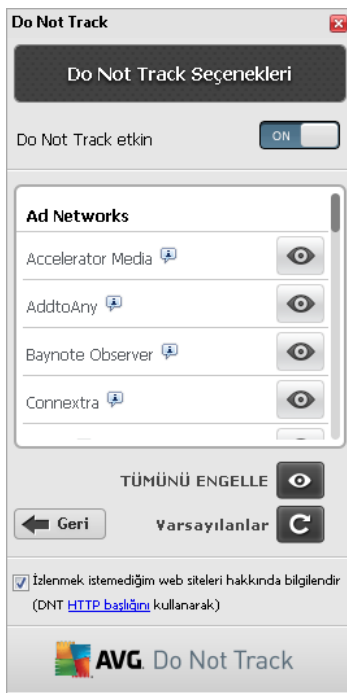 Do Not Track
Do Not Track Seçenekleri
Do Not Track etkin
ON
Ad Networks
Accelerator Media
AddtoAny
Baynote Observer
Connextra
TÜMÜNÜ ENGELLE
Geri
Varsayılanlar
İzlenmek istemediğim web siteleri hakkında bilgilendir
(DNT HTTP başlığını kullanarak)
AVG. Do Not Track